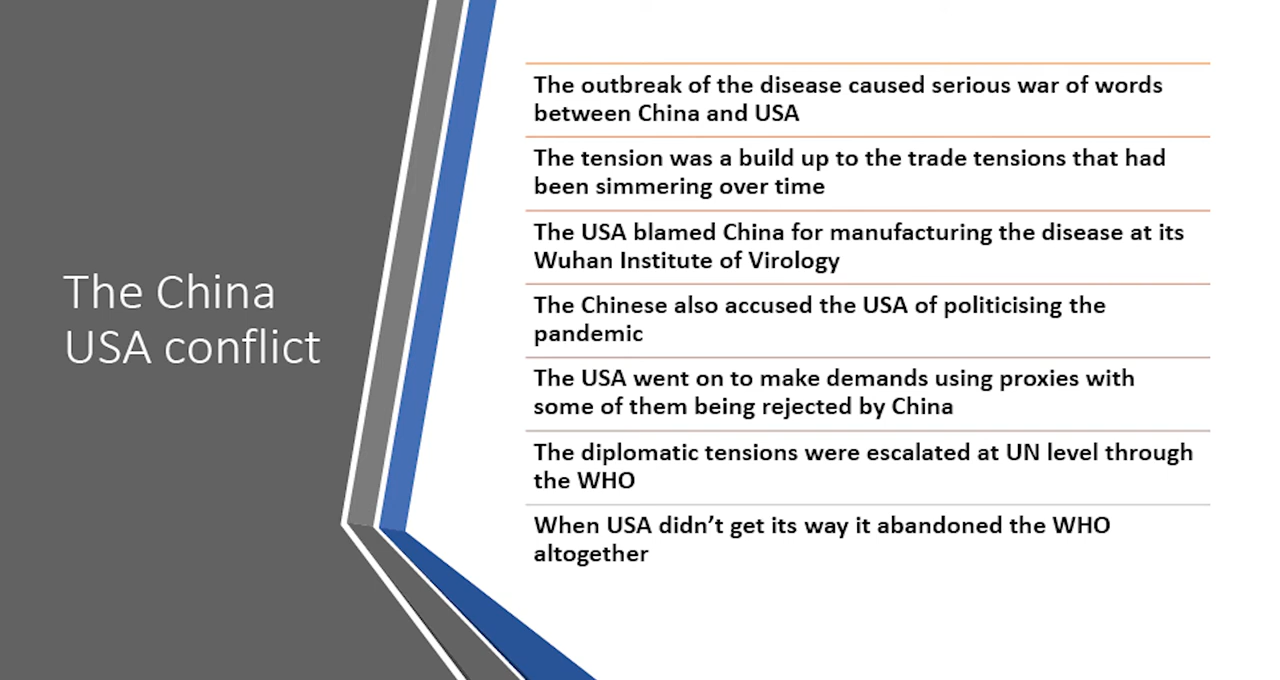 The China
USA conflict
The outbreak of the disease caused serious war of words
between China and USA
The tension was a build up to the trade tensions that had
been simmering over time
The USA blamed China for manufacturing the disease at its
Wuhan Institute of Virology
The Chinese also accused the USA of politicising the
pandemic
The USA went on to make demands using proxies with
some of them being rejected by China
The diplomatic tensions were escalated at UN level through
the WHO
When USA didn’t get its way it abandoned the WHO
altogether